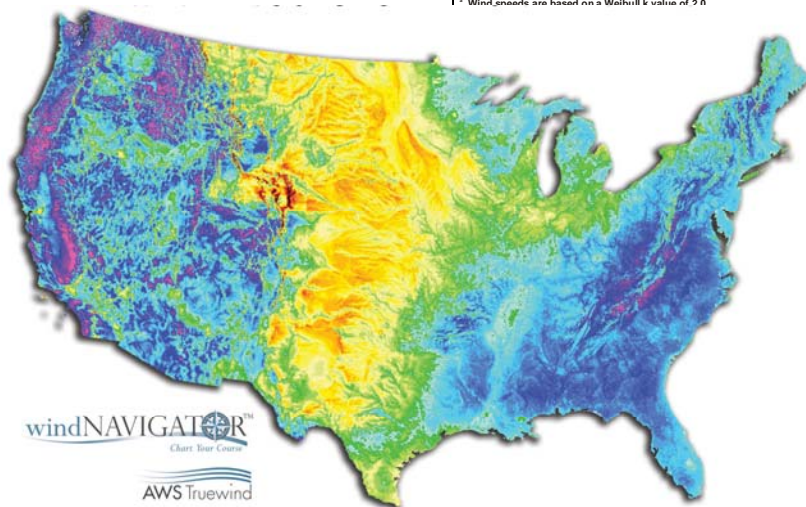 Wind speeds are based on a Weibull k value of 2.0
windNAVIGATOR™
Chart Your Course
AWS Truewind